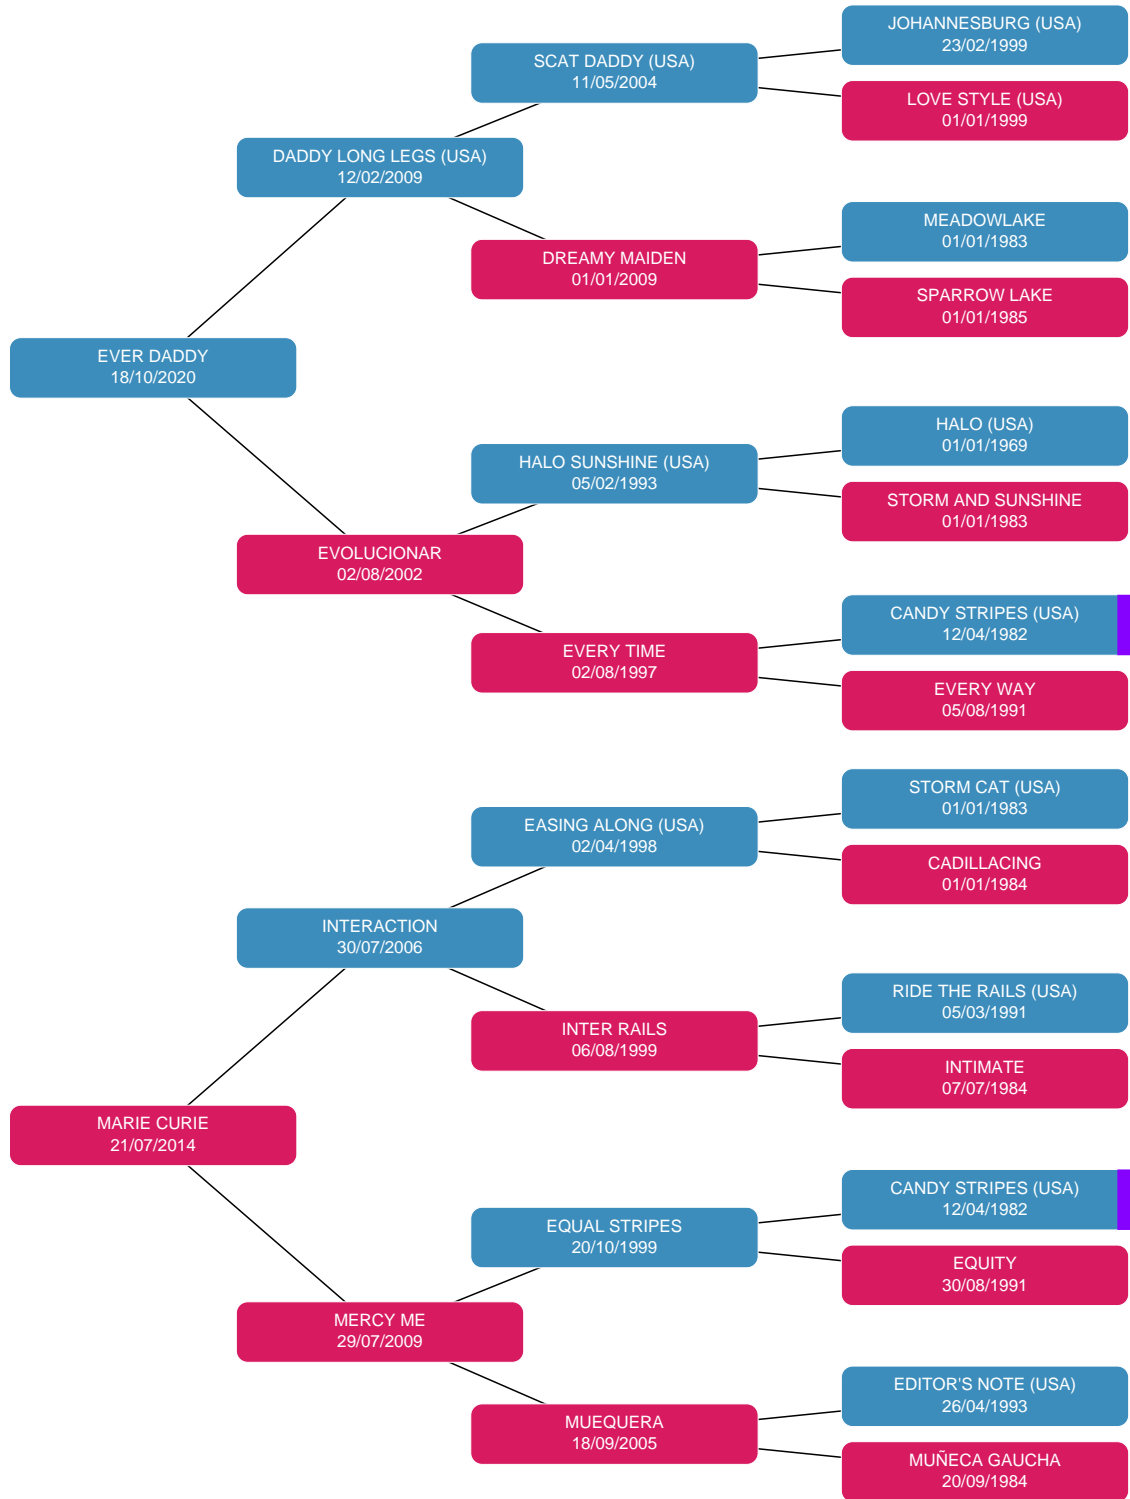 JOHANNESBURG (USA)
23/02/1999
SCAT DADDY (USA)
11/05/2004
LOVE STYLE (USA)
01/01/1999
DADDY LONG LEGS (USA)
12/02/2009
MEADOWLAKE
01/01/1983
DREAMY MAIDEN
01/01/2009
SPARROW LAKE
01/01/1985
EVER DADDY
18/10/2020
HALO (USA)
01/01/1969
HALO SUNSHINE (USA)
05/02/1993
STORM AND SUNSHINE
01/01/1983
EVOLUCIONAR
02/08/2002
CANDY STRIPES (USA)
12/04/1982
EVERY TIME
02/08/1997
EVERY WAY
05/08/1991
STORM CAT (USA)
01/01/1983
EASING ALONG (USA)
02/04/1998
CADILLACING
01/01/1984
INTERACTION
30/07/2006
RIDE THE RAILS (USA)
05/03/1991
INTER RAILS
06/08/1999
INTIMATE
07/07/1984
MARIE CURIE
21/07/2014
CANDY STRIPES (USA)
12/04/1982
EQUAL STRIPES
20/10/1999
EQUITY
30/08/1991
MERCY ME
29/07/2009
EDITOR'S NOTE (USA)
26/04/1993
MUEQUERA
18/09/2005
MUÑECA GAUCHA
20/09/1984